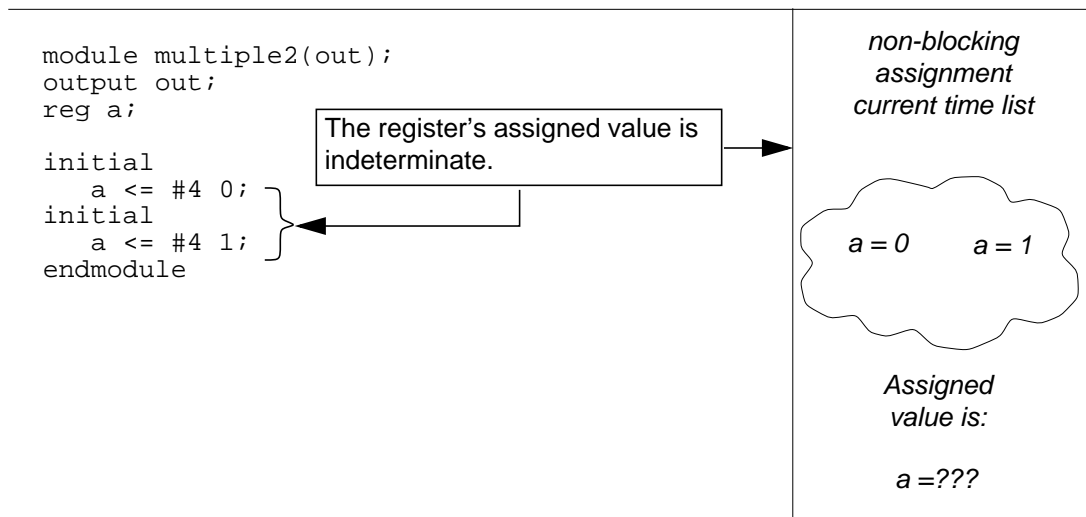 module multiple2(out);
output out;
reg a;
initial
a <= #4 0;
initial
a <= #4 1;
endmodule
The register's assigned value is
indeterminate.
non-blocking
assignment
current time list
a = 0 a = 1
Assigned
value is:
a =???